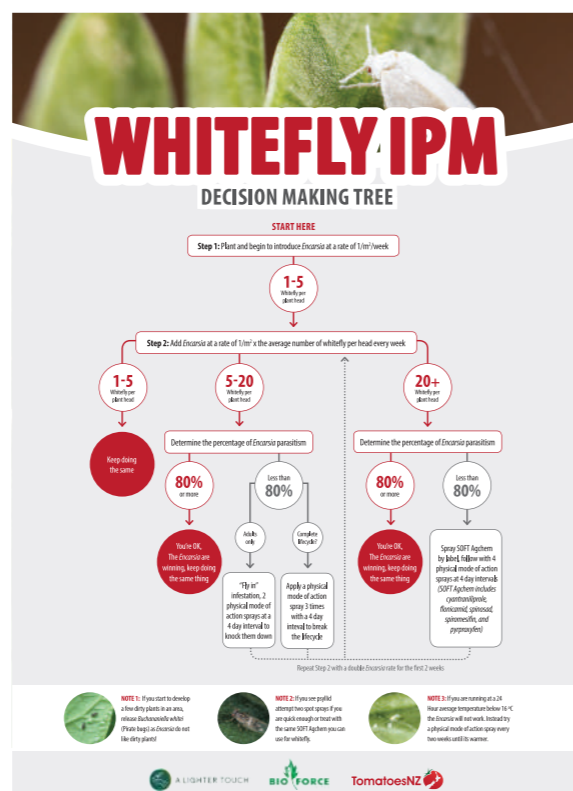 WHITEFLY IPM
DECISION MAKING TREE
START HERE
Step 1: Plant and begin to introduce Encarsia at a rate of 1/m²/week
1-5
Whitefly per
plant head
Step 2: Add Encarsia at a rate of 1/m² x the average number of whitefly per head every week
1-5
Whitefly per
plant head
Keep doing
the same
5-20
Whitefly per
plant head
Determine the percentage of Encarsia parasitism
80%
or more
You're OK,
The Encarsia are
winning, keep doing
the same thing
Less than
80%
Adults
only
"Fly in"
infestation, 2
physical mode of
action sprays at a
4 day interval to
knock them down
Complete
lifecycle?
Apply a physical
mode of action
spray 3 times
with a 4 day
inteval to break
the lifecycle
20+
Whitefly per
plant head
Determine the percentage of Encarsia parasitism
80%
or more
You're OK,
The Encarsia are
winning, keep doing
the same thing
Less than
80%
Spray SOFT Agchem
by label, follow with 4
physical mode of action
sprays at 4 day intervals
(SOFT Agchem includes
cyantraniliprole,
flonicamid, spinosad,
spiromesifin, and
pyrproxyfen)
Repeat Step 2 with a double Encarsia rate for the first 2 weeks
NOTE 1: If you start to develop
a few dirty plants in an area,
release Buchananiella whitei
(Pirate bugs) as Encarsia do not
like dirty plants!
NOTE 2: If you see psyllid
attempt two spot sprays if you
are quick enough or treat with
the same SOFT Agchem you can
use for whitefly.
NOTE 3: If you are running at a 24
Hour average temperature below 16 ºC
the Encarsia will not work. Instead try
a physical mode of action spray every
two weeks until its warmer.
A LIGHTER TOUCH
BIOFORCE
TomatoesNZ